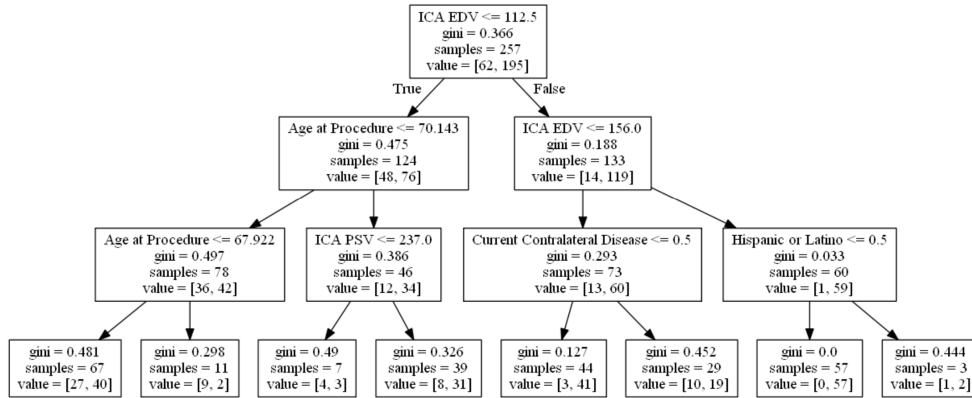 ICA EDV <= 112.5
gini = 0.366
samples = 257
value = [62, 195]
True
False
Age at Procedure <= 70.143
gini = 0.475
samples = 124
value = [48, 76]
ICA EDV <= 156.0
gini = 0.188
samples = 133
value = [14, 119]
Age at Procedure <= 67.922
gini = 0.497
samples = 78
value = [36, 42]
ICA PSV <= 237.0
gini = 0.386
samples = 46
value = [12, 34]
Current Contralateral Disease <= 0.5
gini = 0.293
samples = 73
value = [13, 60]
Hispanic or Latino <= 0.5
gini = 0.033
samples = 60
value = [1, 59]
gini = 0.481
samples = 67
value = [27, 40]
gini = 0.298
samples = 11
value = [9, 2]
gini = 0.49
samples = 7
value = [4, 3]
gini = 0.326
samples = 39
value = [8, 31]
gini = 0.127
samples = 44
value = [3, 41]
gini = 0.452
samples = 29
value = [10, 19]
gini = 0.0
samples = 57
value = [0, 57]
gini = 0.444
samples = 3
value = [1, 2]